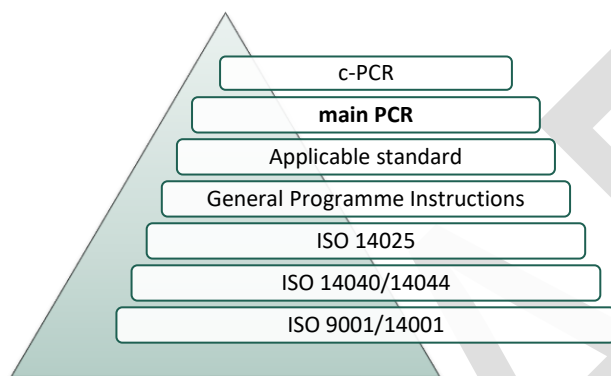 c-PCR
main PCR
Applicable standard
General Programme Instructions
ISO 14025
ISO 14040/14044
ISO 9001/14001